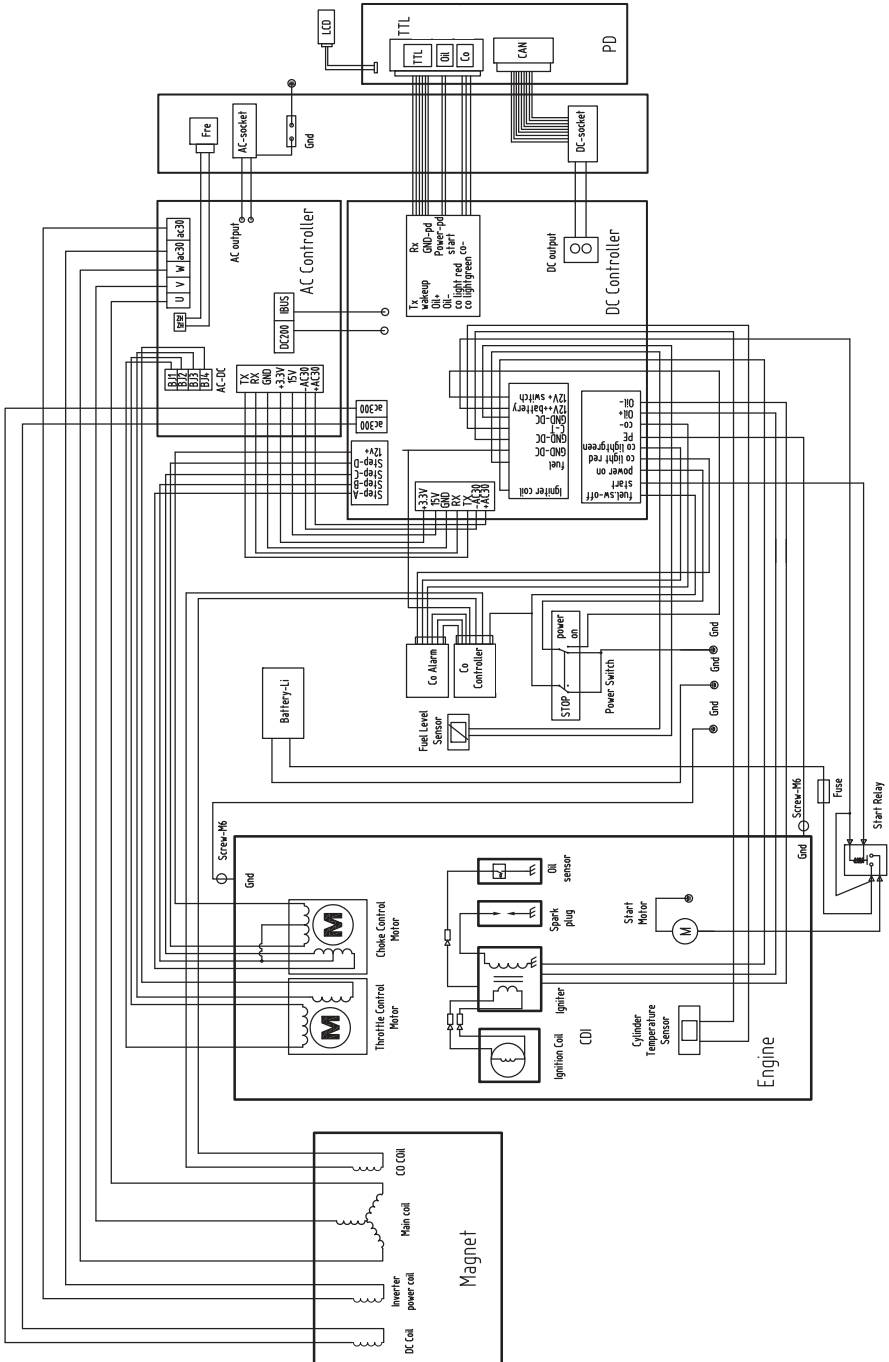 LCD
TTL
TTL
Oil
Co
CAN
PD
Fre
AC-socket
Gnd
DC-socket
ac30
ac30
W
V
U
HZ
HZ
AC output
AC Controller
BJ1
BJ2
BJ3
BJ4
AC-DC
IBUS
DC200
TX
RX
GND
+3.3V
15V
-AC30
+AC30
ac300
ac300
Rx
GND-pd
Power-pd
start
co-
Tx
wakeup
Oil+
Oil-
co light red
co lightgreen
DC output
DC Controller
12v+
Step-D
Step-C
Step-B
Step-A
+3.3V
15V
GND
RX
TX
-AC30
+AC30
12V+ switch
12V++battery
GND-DC
C-T
GND-DC
GND-DC
fuel
Igniter coil
Oil-
Oil+
co-
PE
co lightgreen
co light red
power on
start
fuel.sw-off
Co Alarm
Co
Controller
power
on
STOP
Power Switch
Gnd
Gnd
Gnd
Battery-Li
Fuel Level
Sensor
Screw-M6
Gnd
Screw-M6
Gnd
Fuse
Start Relay
M
Choke Control
Motor
M
Throttle Control
Motor
Oil
sensor
Spark
plug
Igniter
Ignition Coil
CDI
Start
Motor
M
Cylinder
Temperature
Sensor
Engine
CO COil
Main coil
Inverter
power coil
DC Coil
Magnet